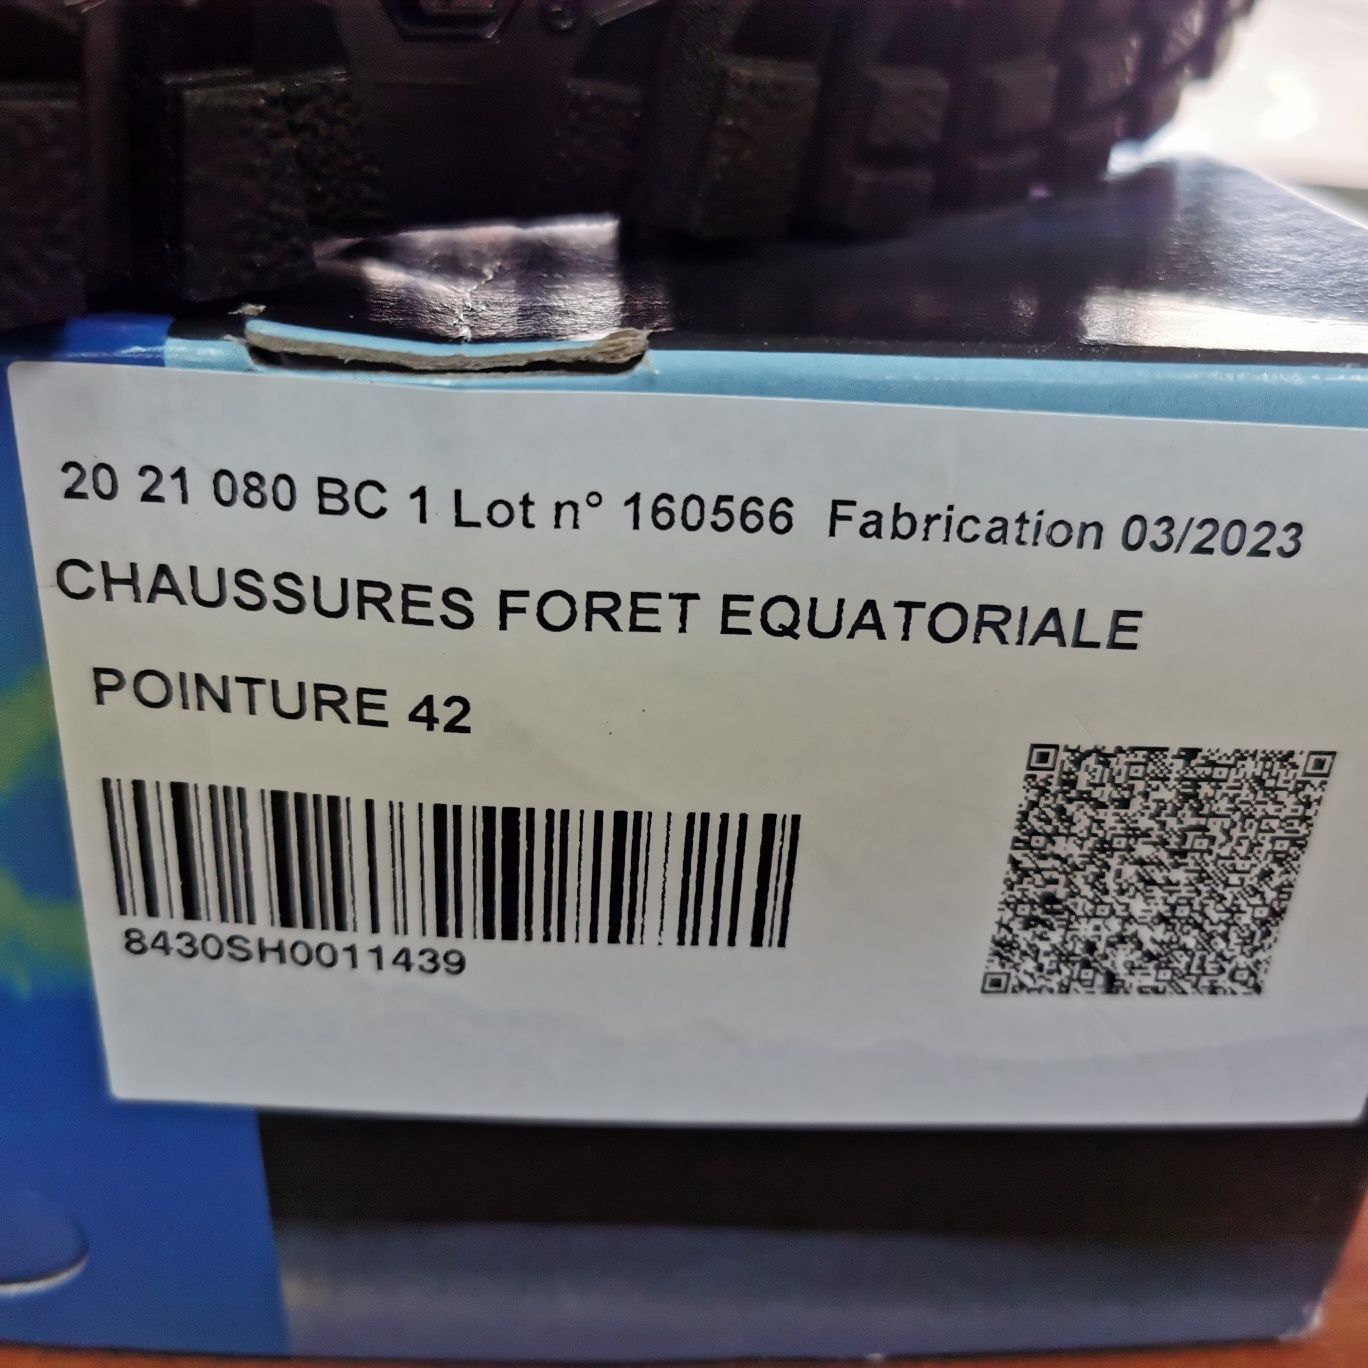 20 21 080 BC 1 Lot n° 160566 Fabrication 03/2023
CHAUSSURES FORET EQUATORIALE
POINTURE 42
8430SH0011439